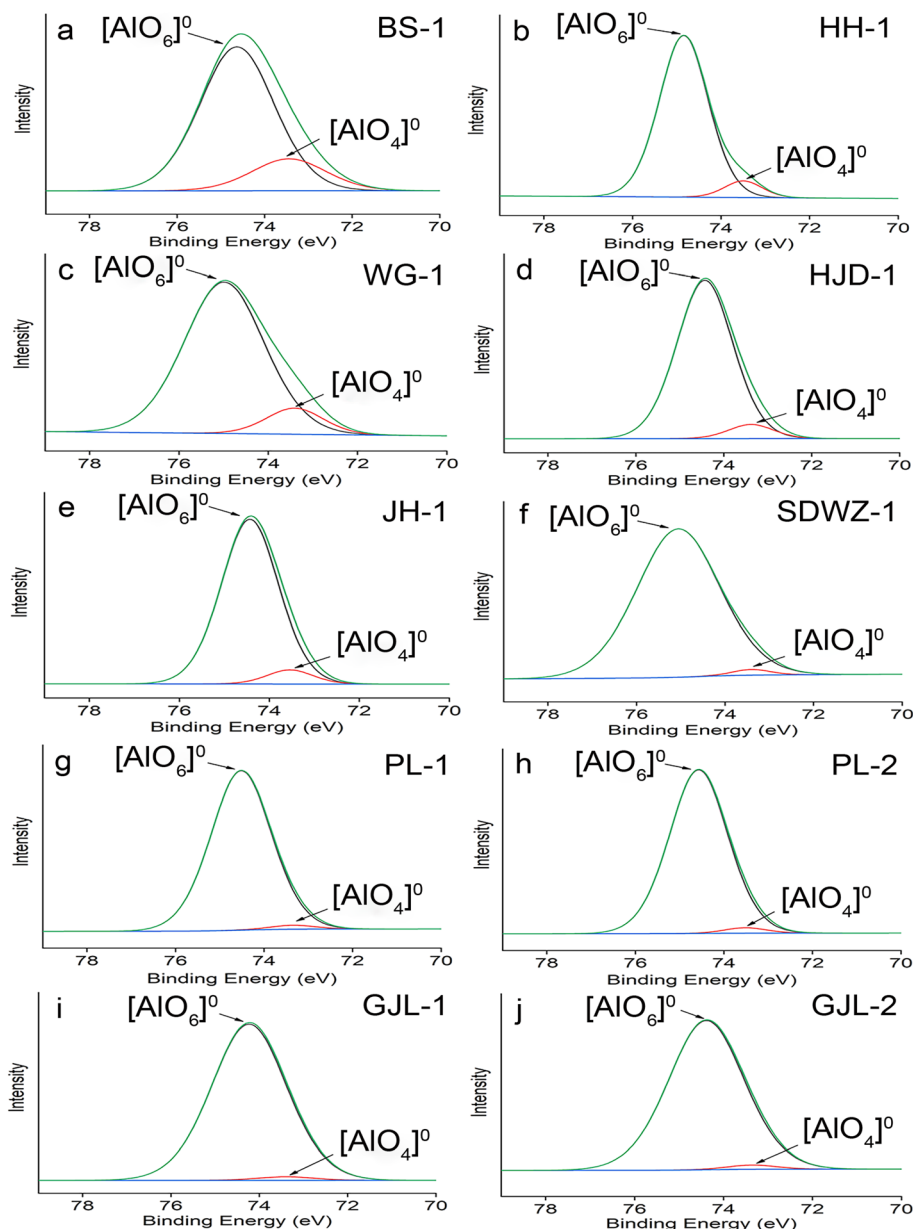 a [AlO6]0 BS-1
[AlO4]0
Intensity
78 76 74 72 70
Binding Energy (eV)
b [AlO6]0 HH-1
[AlO4]0
Intensity
78 76 74 72 70
Binding Energy (eV)
c [AlO6]0 WG-1
[AlO4]0
Intensity
78 76 74 72 70
Binding Energy (eV)
d [AlO6]0 HJD-1
[AlO4]0
Intensity
78 76 74 72 70
Binding Energy (eV)
e [AlO6]0 JH-1
[AlO4]0
Intensity
78 76 74 72 70
Binding Energy (eV)
f [AlO6]0 SDWZ-1
[AlO4]0
Intensity
78 76 74 72 70
Binding Energy (eV)
g [AlO6]0 PL-1
[AlO4]0
Intensity
78 76 74 72 70
Binding Energy (eV)
h [AlO6]0 PL-2
[AlO4]0
Intensity
78 76 74 72 70
Binding Energy (eV)
i [AlO6]0 GJL-1
[AlO4]0
Intensity
78 76 74 72 70
Binding Energy (eV)
j [AlO6]0 GJL-2
[AlO4]0
Intensity
78 76 74 72 70
Binding Energy (eV)